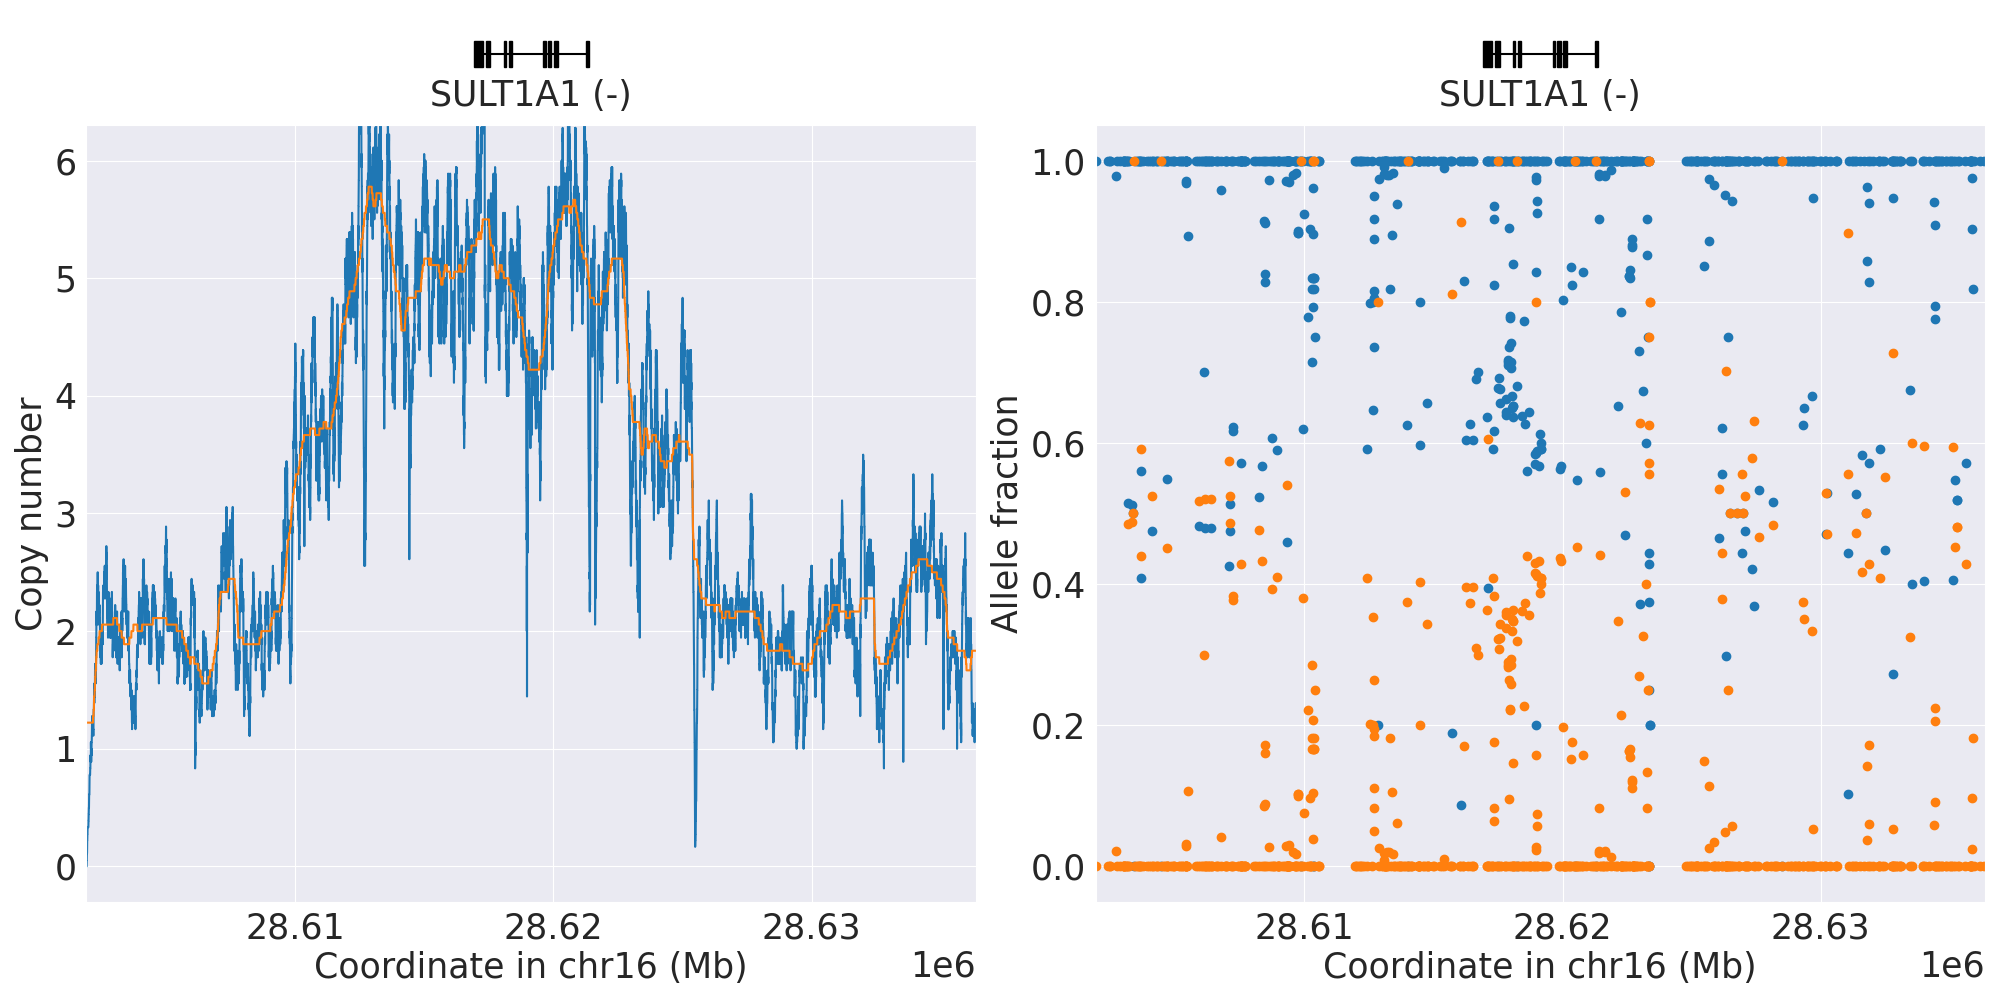 SULT1A1 (-)
Copy number
6
5
4
3
2
1
0
28.61 28.62 28.63
Coordinate in chr16 (Mb)
1e6
SULT1A1 (-)
Allele fraction
1.0
0.8
0.6
0.4
0.2
0.0
28.61 28.62 28.63
Coordinate in chr16 (Mb)
1e6